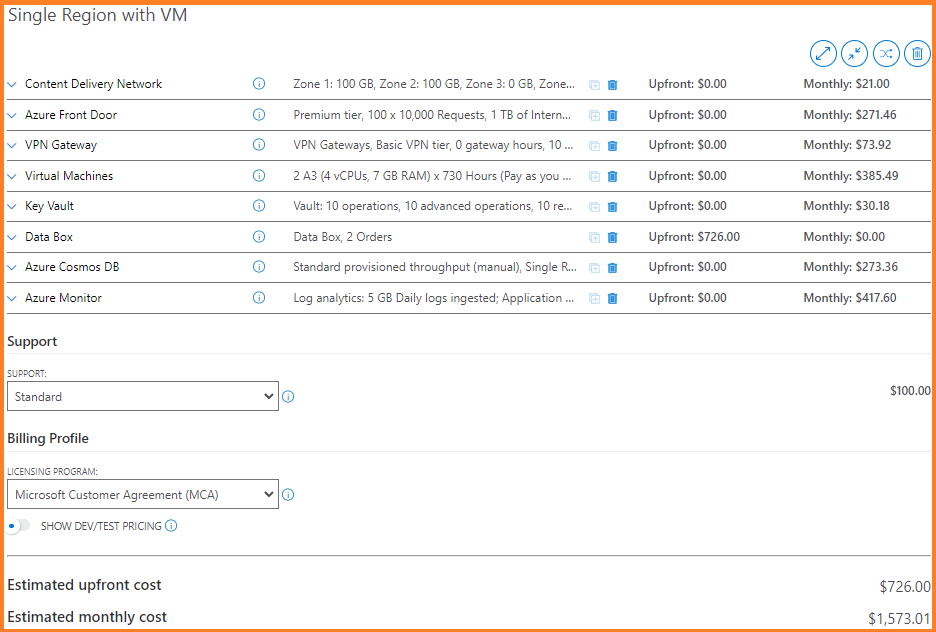 Single Region with VM
Content Delivery Network Zone 1: 100 GB, Zone 2: 100 GB, Zone 3: 0 GB, Zone... Upfront: $0.00 Monthly: $21.00
Azure Front Door Premium tier, 100 x 10,000 Requests, 1 TB of Intern... Upfront: $0.00 Monthly: $271.46
VPN Gateway VPN Gateways, Basic VPN tier, 0 gateway hours, 10 ... Upfront: $0.00 Monthly: $73.92
Virtual Machines 2 A3 (4 vCPUs, 7 GB RAM) x 730 Hours (Pay as you ... Upfront: $0.00 Monthly: $385.49
Key Vault Vault: 10 operations, 10 advanced operations, 10 re... Upfront: $0.00 Monthly: $30.18
Data Box Data Box, 2 Orders Upfront: $726.00 Monthly: $0.00
Azure Cosmos DB Standard provisioned throughput (manual), Single R... Upfront: $0.00 Monthly: $273.36
Azure Monitor Log analytics: 5 GB Daily logs ingested; Application ... Upfront: $0.00 Monthly: $417.60
Support
SUPPORT:
Standard $100.00
Billing Profile
LICENSING PROGRAM:
Microsoft Customer Agreement (MCA)
SHOW DEV/TEST PRICING
Estimated upfront cost $726.00
Estimated monthly cost $1,573.01